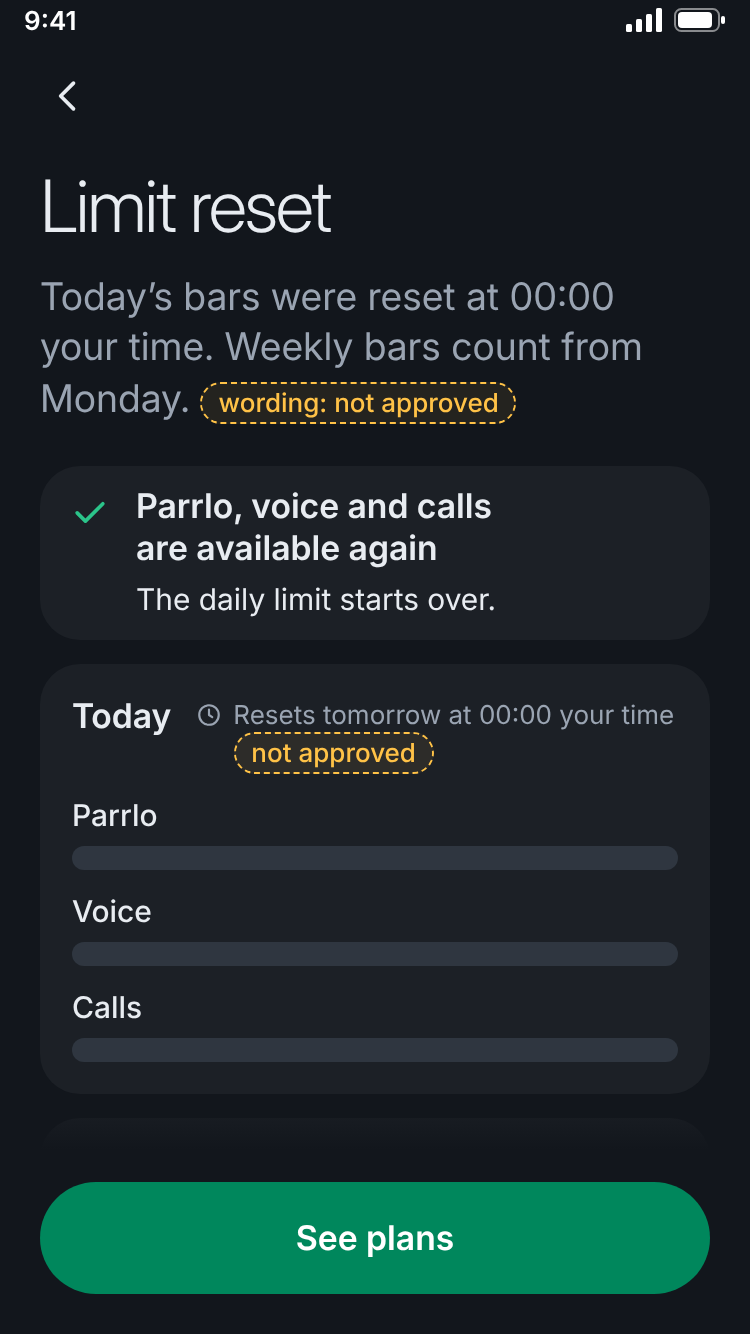 9:41
Limit reset
Today’s bars were reset at 00:00
your time. Weekly bars count from
Monday. wording: not approved
Parrlo, voice and calls
are available again
The daily limit starts over.
Today Resets tomorrow at 00:00 your time
not approved
Parrlo
Voice
Calls
See plans